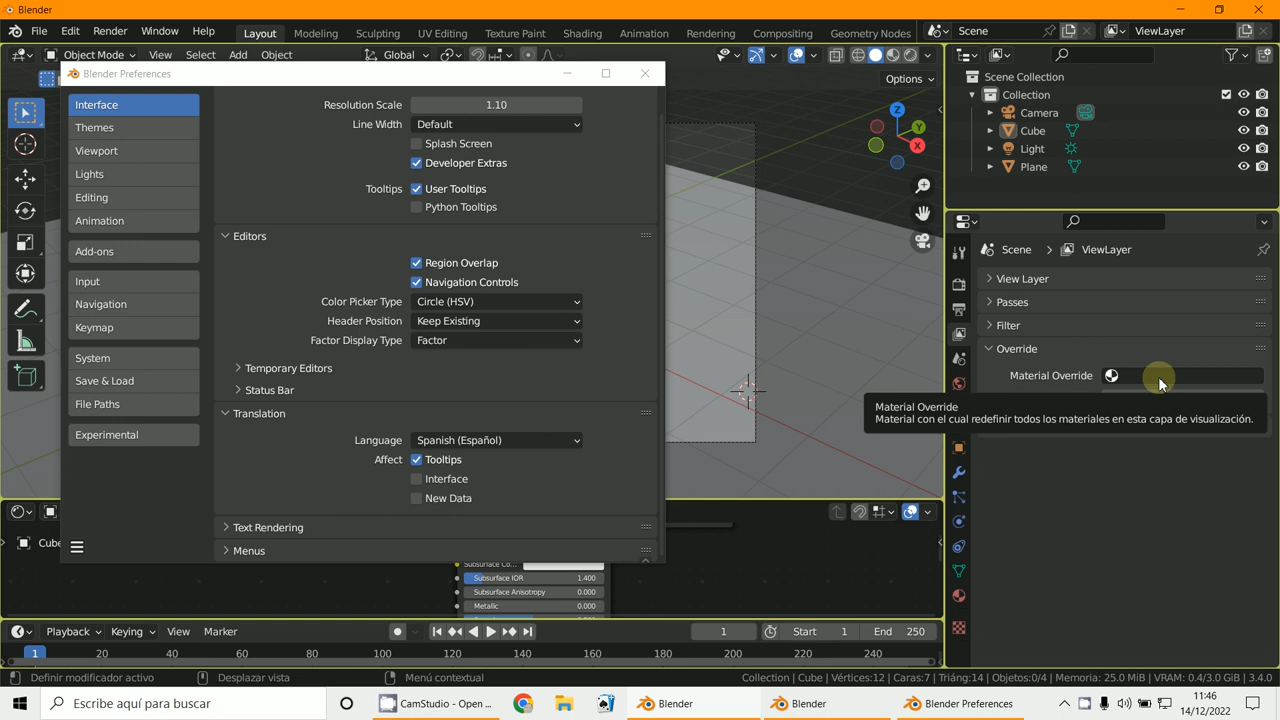 Blender
File Edit Render Window Help Layout Modeling Sculpting UV Editing Texture Paint Shading Animation Rendering Compositing Geometry Nodes Scene ViewLayer
Object Mode View Select Add Object Global
Blender Preferences
Options
Interface
Themes
Viewport
Lights
Editing
Animation
Add-ons
Input
Navigation
Keymap
System
Save & Load
File Paths
Experimental
Resolution Scale 1.10
Line Width Default
Splash Screen
Developer Extras
Tooltips User Tooltips
Python Tooltips
Editors
Region Overlap
Navigation Controls
Color Picker Type Circle (HSV)
Header Position Keep Existing
Factor Display Type Factor
Temporary Editors
Status Bar
Translation
Language Spanish (Español)
Affect Tooltips
Interface
New Data
Text Rendering
Menus
X
Y
Z
Scene Collection
Collection
Camera
Cube
Light
Plane
Scene ViewLayer
View Layer
Passes
Filter
Override
Material Override
Material Override
Material con el cual redefinir todos los materiales en esta capa de visualización.
Cube
Subsurface Co...
Subsurface IOR 1.400
Subsurface Anisotropy 0.000
Metallic 0.000
Playback Keying View Marker 1 Start 1 End 250
1 20 40 60 80 100 120 140 160 180 200 220 240
Definir modificador activo Desplazar vista Menú contextual Collection | Cube | Vértices:12 | Caras:7 | Triáng:14 | Objetos:0/4 | Memoria: 25.0 MiB | VRAM: 0.4/3.0 GiB | 3.4.0
Escribe aquí para buscar CamStudio - Open ... Blender Blender Blender Preferences 11:46
14/12/2022